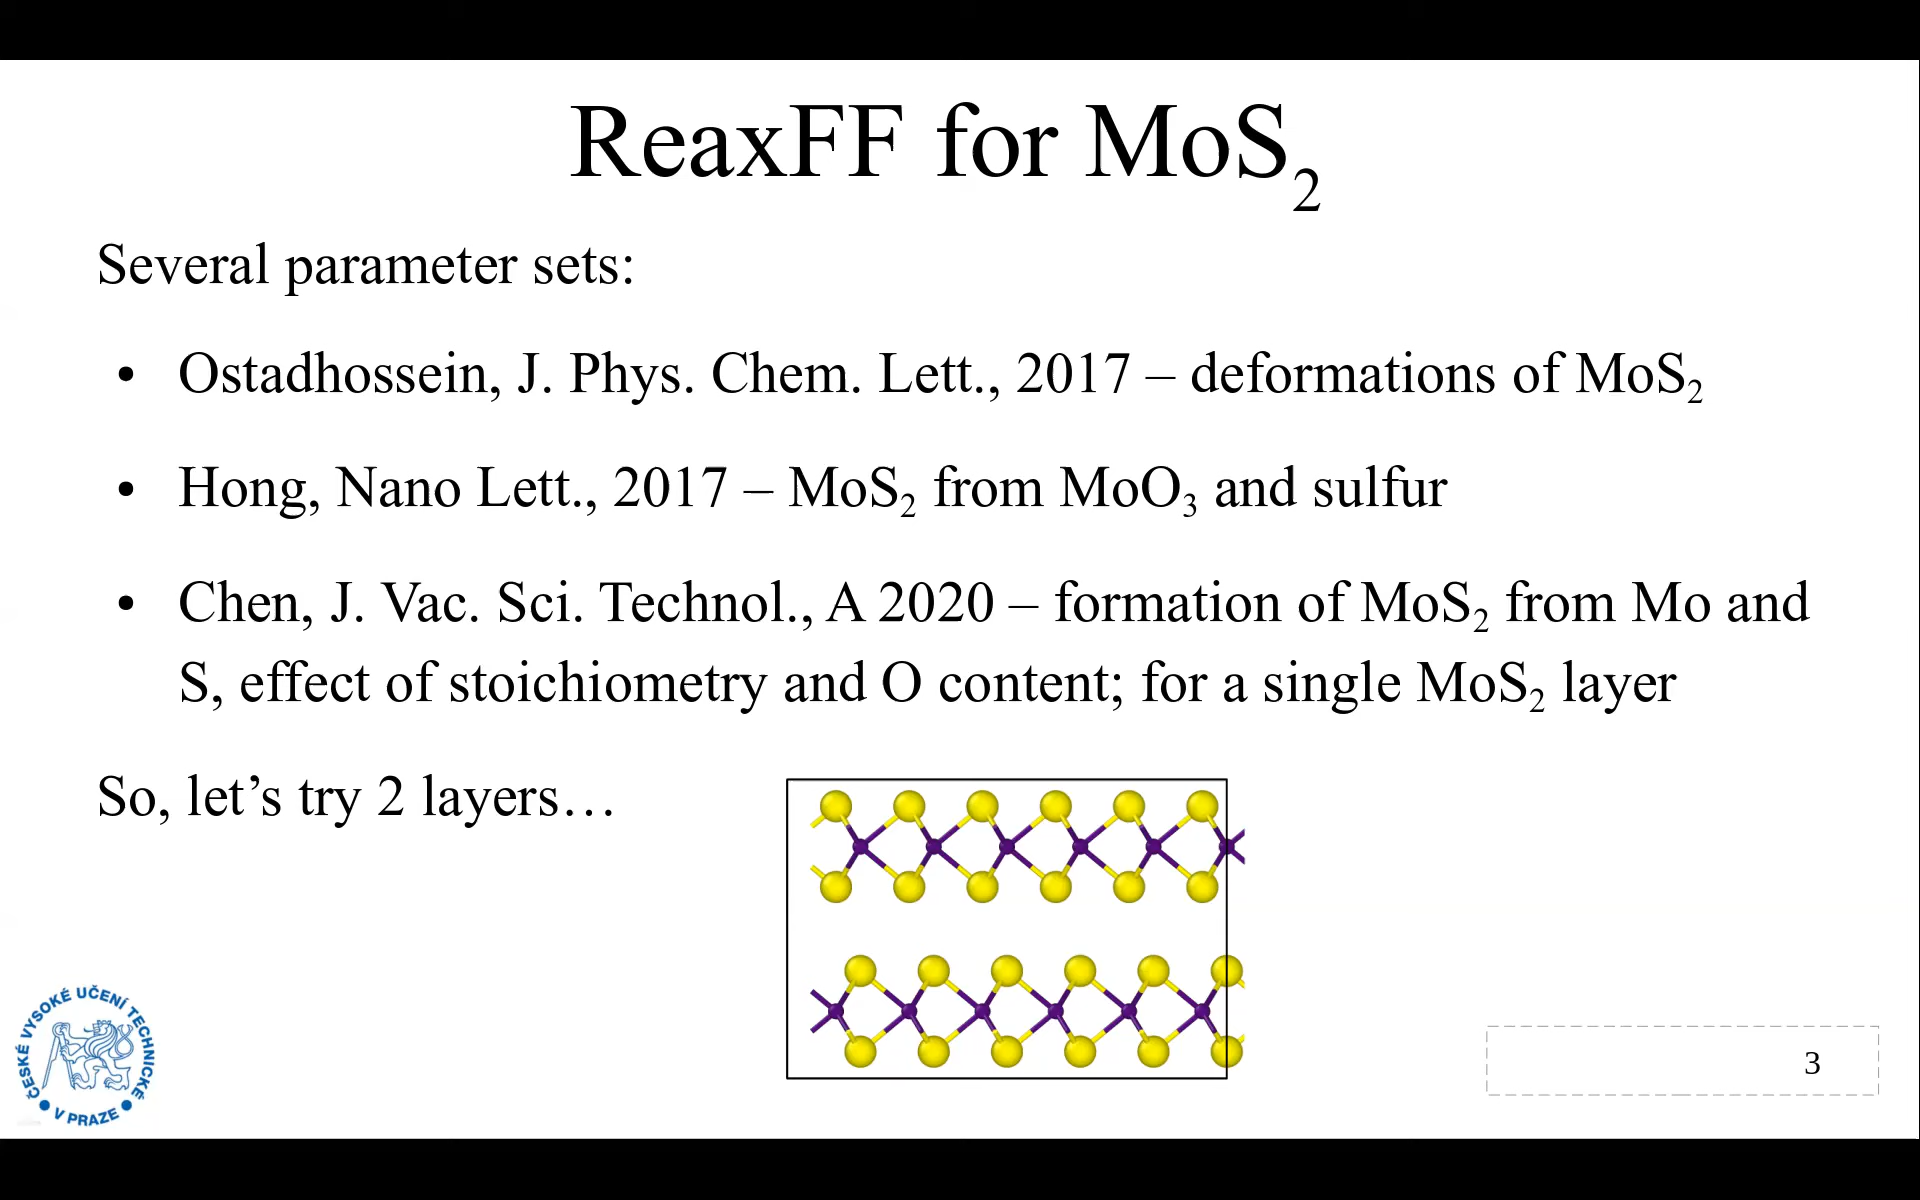 ReaxFF for MoS₂
Several parameter sets:
• Ostadhossein, J. Phys. Chem. Lett., 2017 – deformations of MoS₂
• Hong, Nano Lett., 2017 – MoS₂ from MoO₃ and sulfur
• Chen, J. Vac. Sci. Technol., A 2020 – formation of MoS₂ from Mo and
S, effect of stoichiometry and O content; for a single MoS₂ layer
So, let’s try 2 layers…
ČESKÉ VYSOKÉ UČENÍ TECHNICKÉ
V PRAZE
3